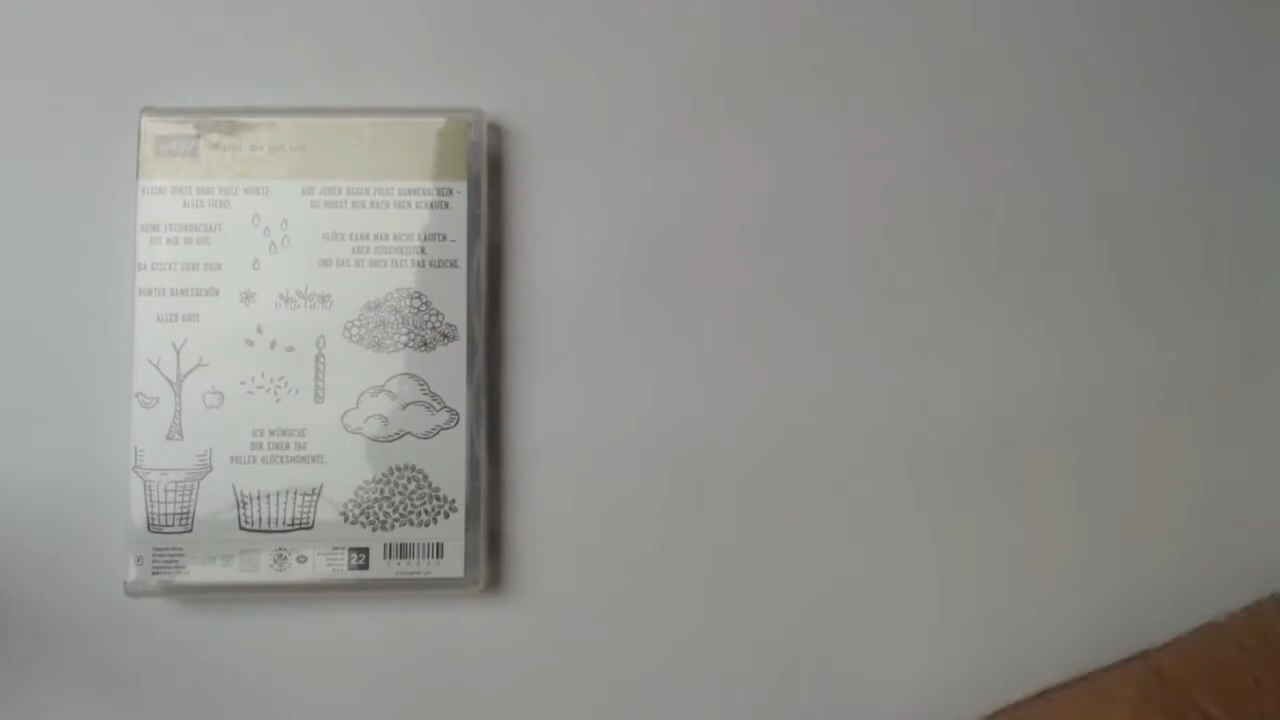 Worte, die gut tun
KLEINE TORTE OHNE VIELE WORTE:
ALLES LIEBE!
AUF JEDEN REGEN FOLGT SONNENSCHEIN –
DU MUSST NUR NACH OBEN SCHAUEN.
DEINE FREUNDSCHAFT
TUT MIR SO GUT.
GLÜCK KANN MAN NICHT KAUFEN ...
ABER SÜSSIGKEITEN.
UND DAS IST DOCH FAST DAS GLEICHE.
DA STECKT LIEBE DRIN
BUNTES DANKESCHÖN
ALLES GUTE
ICH WÜNSCHE
DIR EINEN TAG
VOLLER GLÜCKSMOMENTE.
22